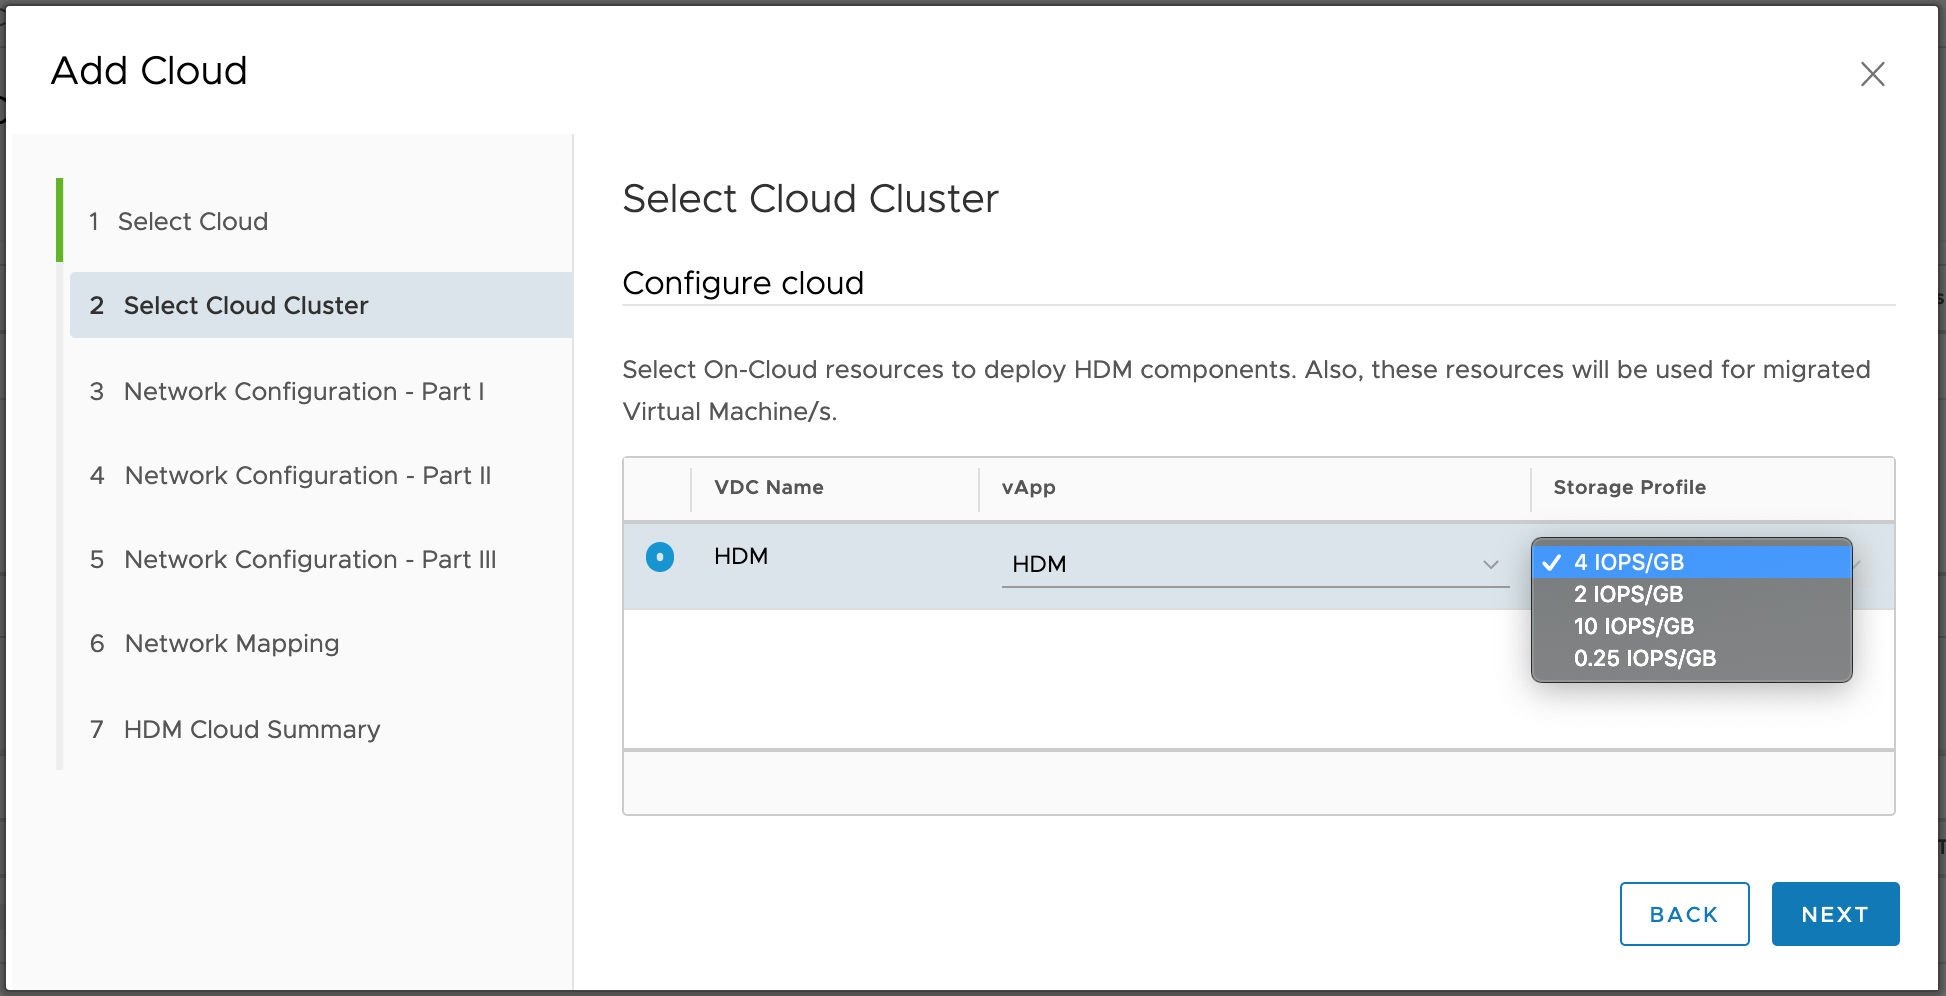 Add Cloud
1 Select Cloud
2 Select Cloud Cluster
3 Network Configuration - Part I
4 Network Configuration - Part II
5 Network Configuration - Part III
6 Network Mapping
7 HDM Cloud Summary
Select Cloud Cluster
Configure cloud
Select On-Cloud resources to deploy HDM components. Also, these resources will be used for migrated
Virtual Machine/s.
VDC Name vApp Storage Profile
HDM HDM
4 IOPS/GB
2 IOPS/GB
10 IOPS/GB
0.25 IOPS/GB
BACK NEXT